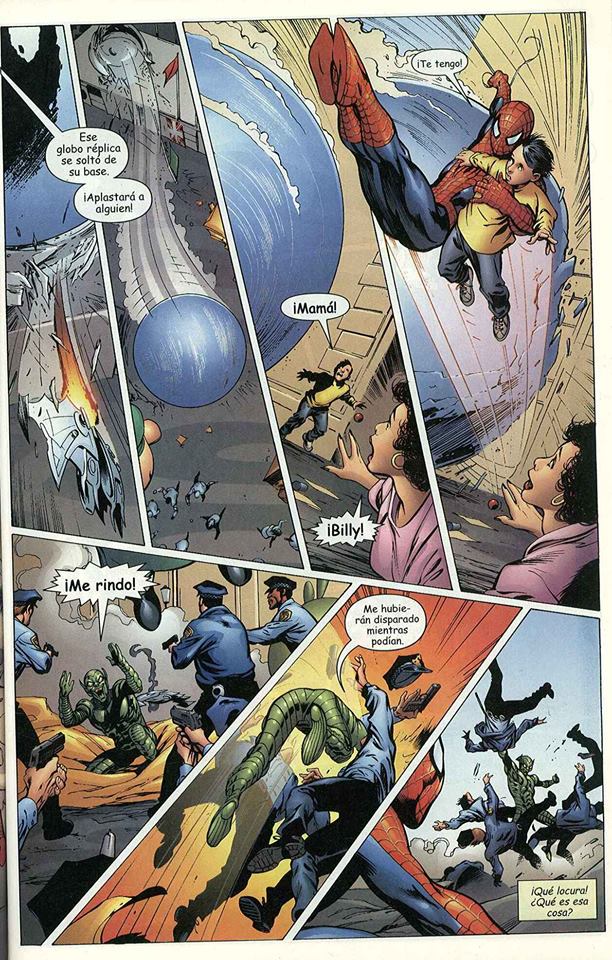 Ese
globo réplica
se soltó de
su base.
¡Aplastará a
alguien!
¡Mamá!
¡Billy!
¡Te tengo!
¡Me rindo!
Me hubie-
rán disparado
mientras
podían.
¡Qué locura!
¿Qué es esa
cosa?